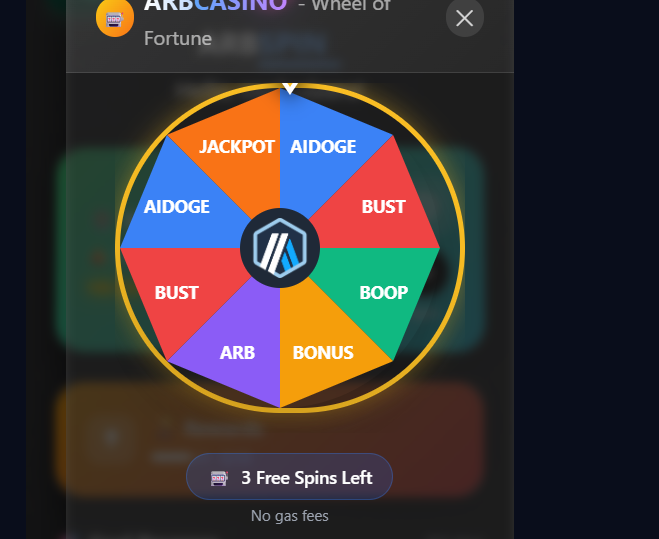 ARBCASINO - Wheel of
Fortune
JACKPOT
AIDOGE
AIDOGE
BUST
BUST
BOOP
ARB
BONUS
3 Free Spins Left
No gas fees